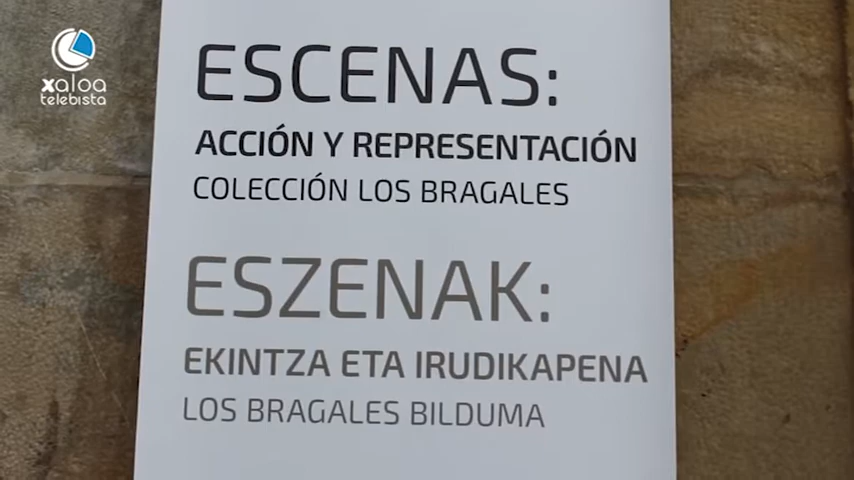 xaloa
telebista
ESCENAS:
ACCIÓN Y REPRESENTACIÓN
COLECCIÓN LOS BRAGALES
ESZENAK:
EKINTZA ETA IRUDIKAPENA
LOS BRAGALES BILDUMA